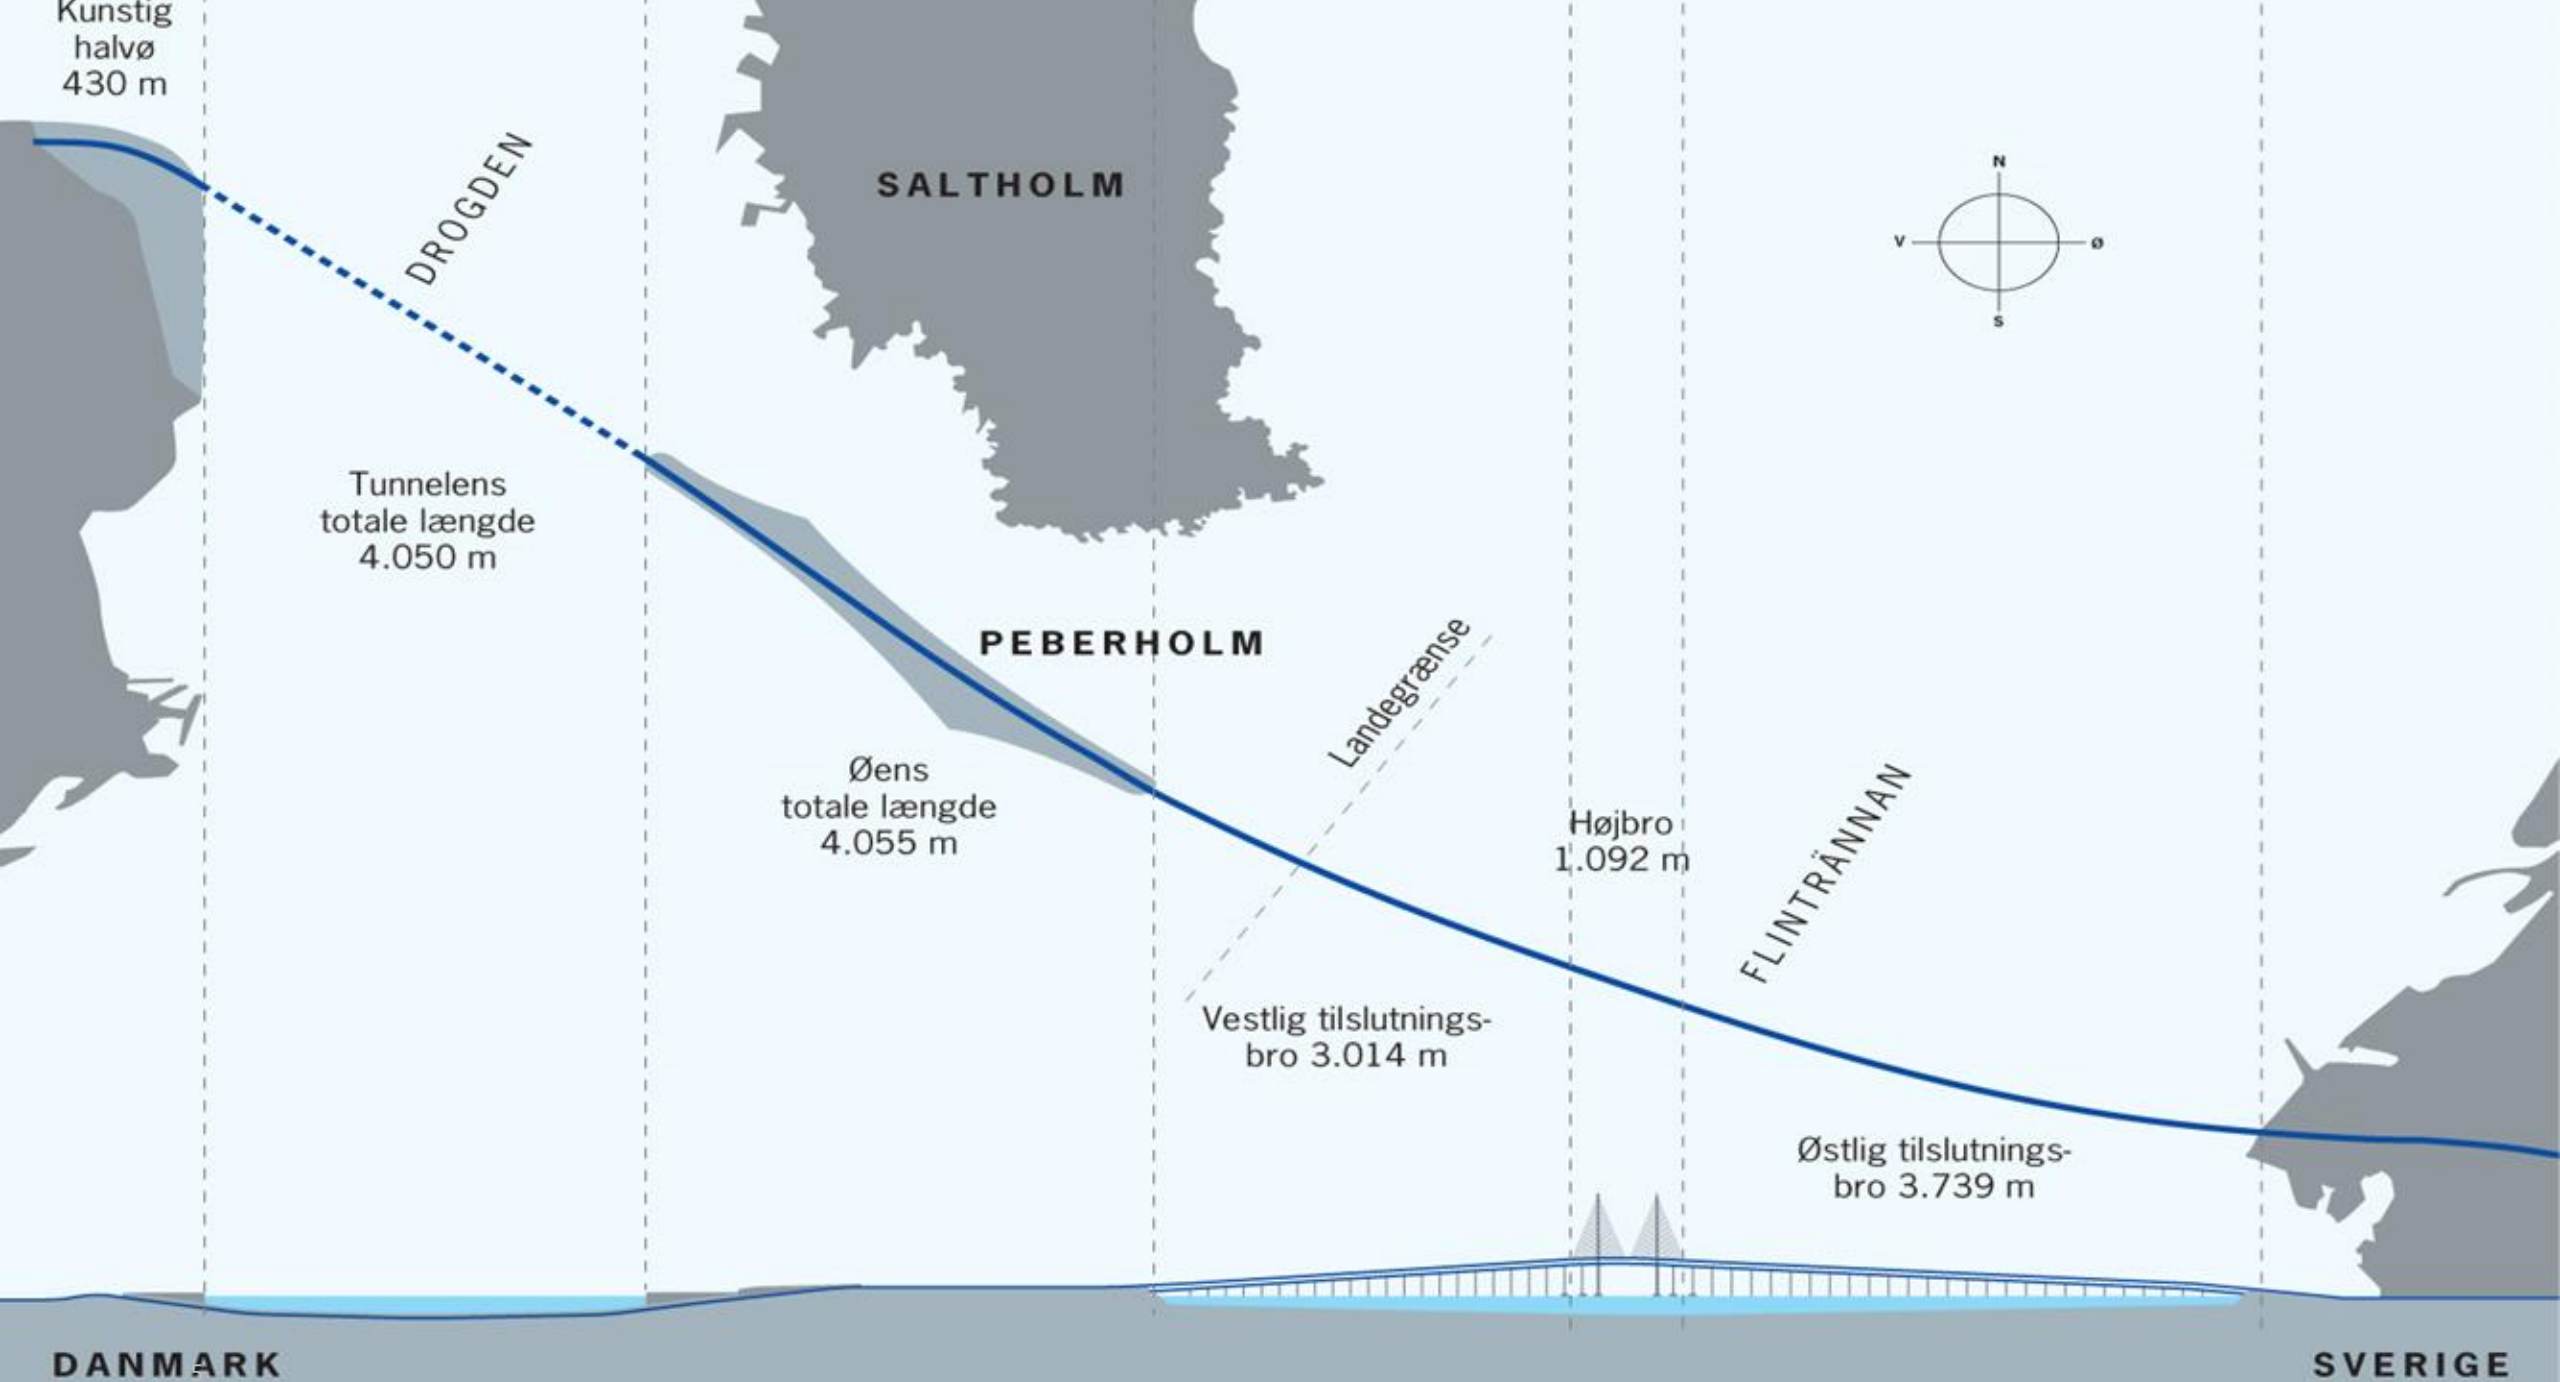 Kunstig
halvø
430 m
DROGDEN
SALTHOLM
N
V
Ø
S
Tunnelens
totale længde
4.050 m
PEBERHOLM
Landegrænse
Øens
totale længde
4.055 m
Højbro
1.092 m
FLINTRÄNNAN
Vestlig tilslutnings-
bro 3.014 m
Østlig tilslutnings-
bro 3.739 m
DANMARK
SVERIGE